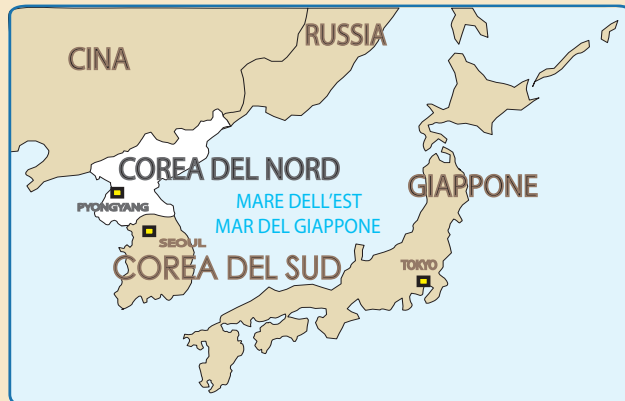 RUSSIA
CINA
COREA DEL NORD
GIAPPONE
MARE DELL'EST
PYONGYANG
MAR DEL GIAPPONE
SEOUL
COREA DEL SUD
TOKYO